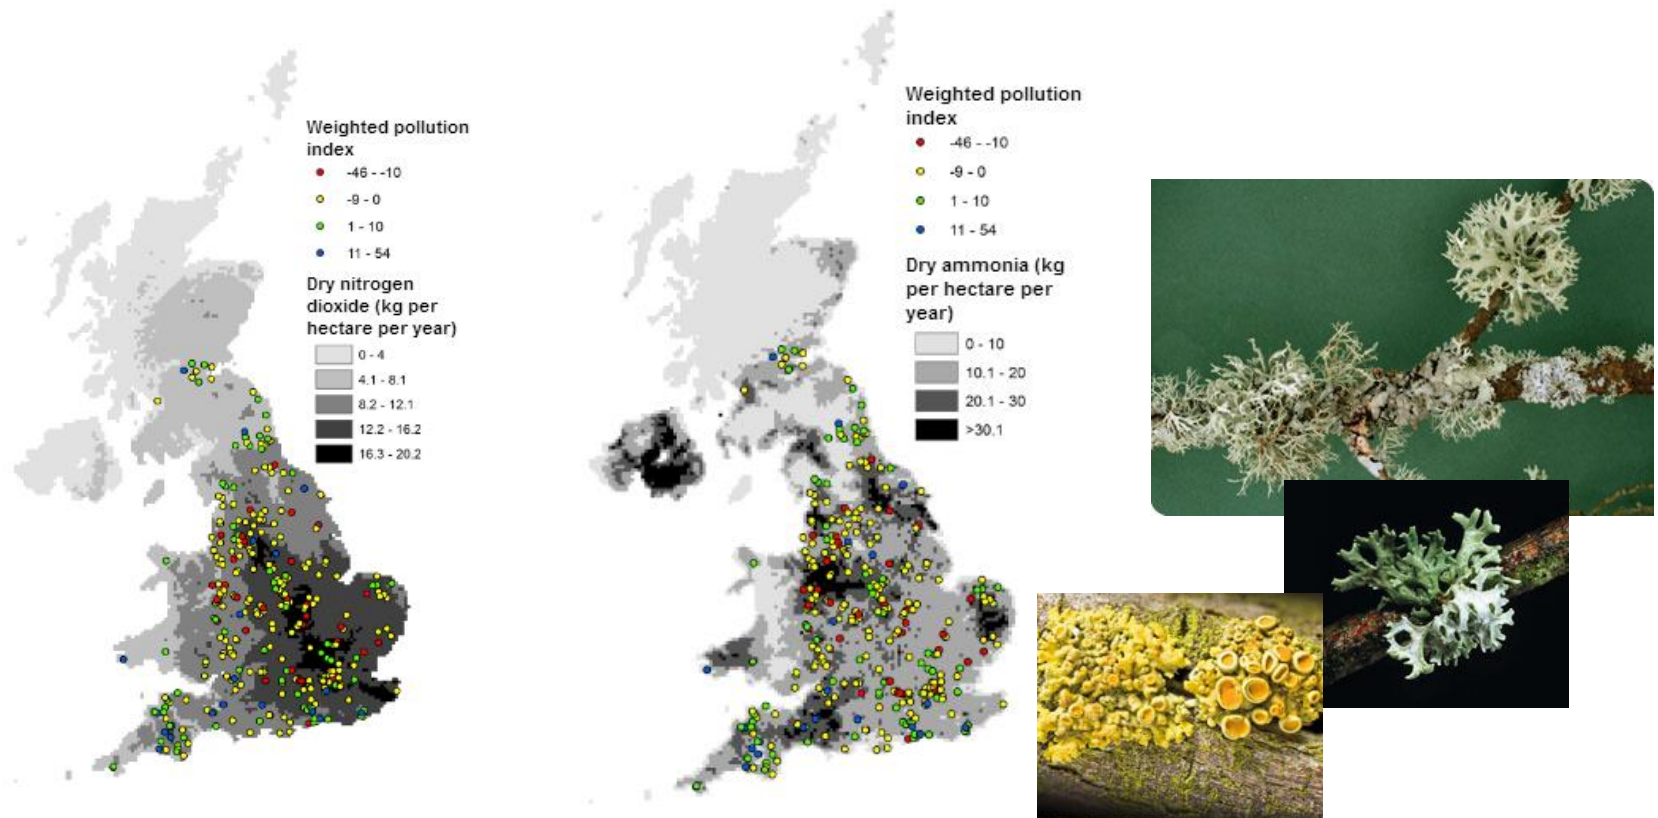 Weighted pollution
index
-46 - -10
-9 - 0
1 - 10
11 - 54
Dry nitrogen
dioxide (kg per
hectare per year)
0 - 4
4.1 - 8.1
8.2 - 12.1
12.2 - 16.2
16.3 - 20.2
Weighted pollution
index
-46 - -10
-9 - 0
1 - 10
11 - 54
Dry ammonia (kg
per hectare per
year)
0 - 10
10.1 - 20
20.1 - 30
>30.1